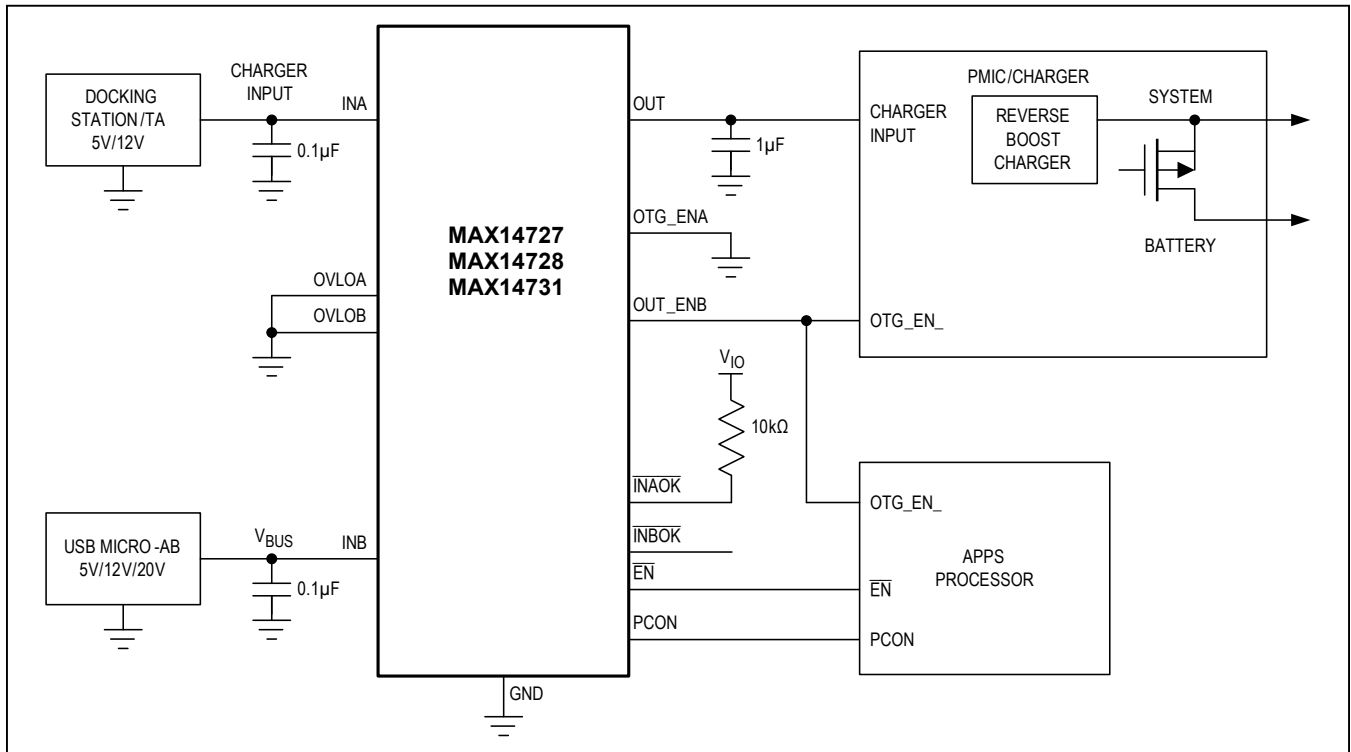 DOCKING
STATION/TA
5V/12V
CHARGER
INPUT
INA
0.1µF
OVLOA
OVLOB
USB MICRO-AB
5V/12V/20V
VBUS
INB
0.1µF
MAX14727
MAX14728
MAX14731
GND
OUT
1µF
OTG_ENA
OUT_ENB
VIO
10kΩ
INAOK
INBOK
EN
PCON
PMIC/CHARGER
CHARGER
INPUT
REVERSE
BOOST
CHARGER
SYSTEM
BATTERY
OTG_EN_
OTG_EN_
APPS
PROCESSOR
EN
PCON